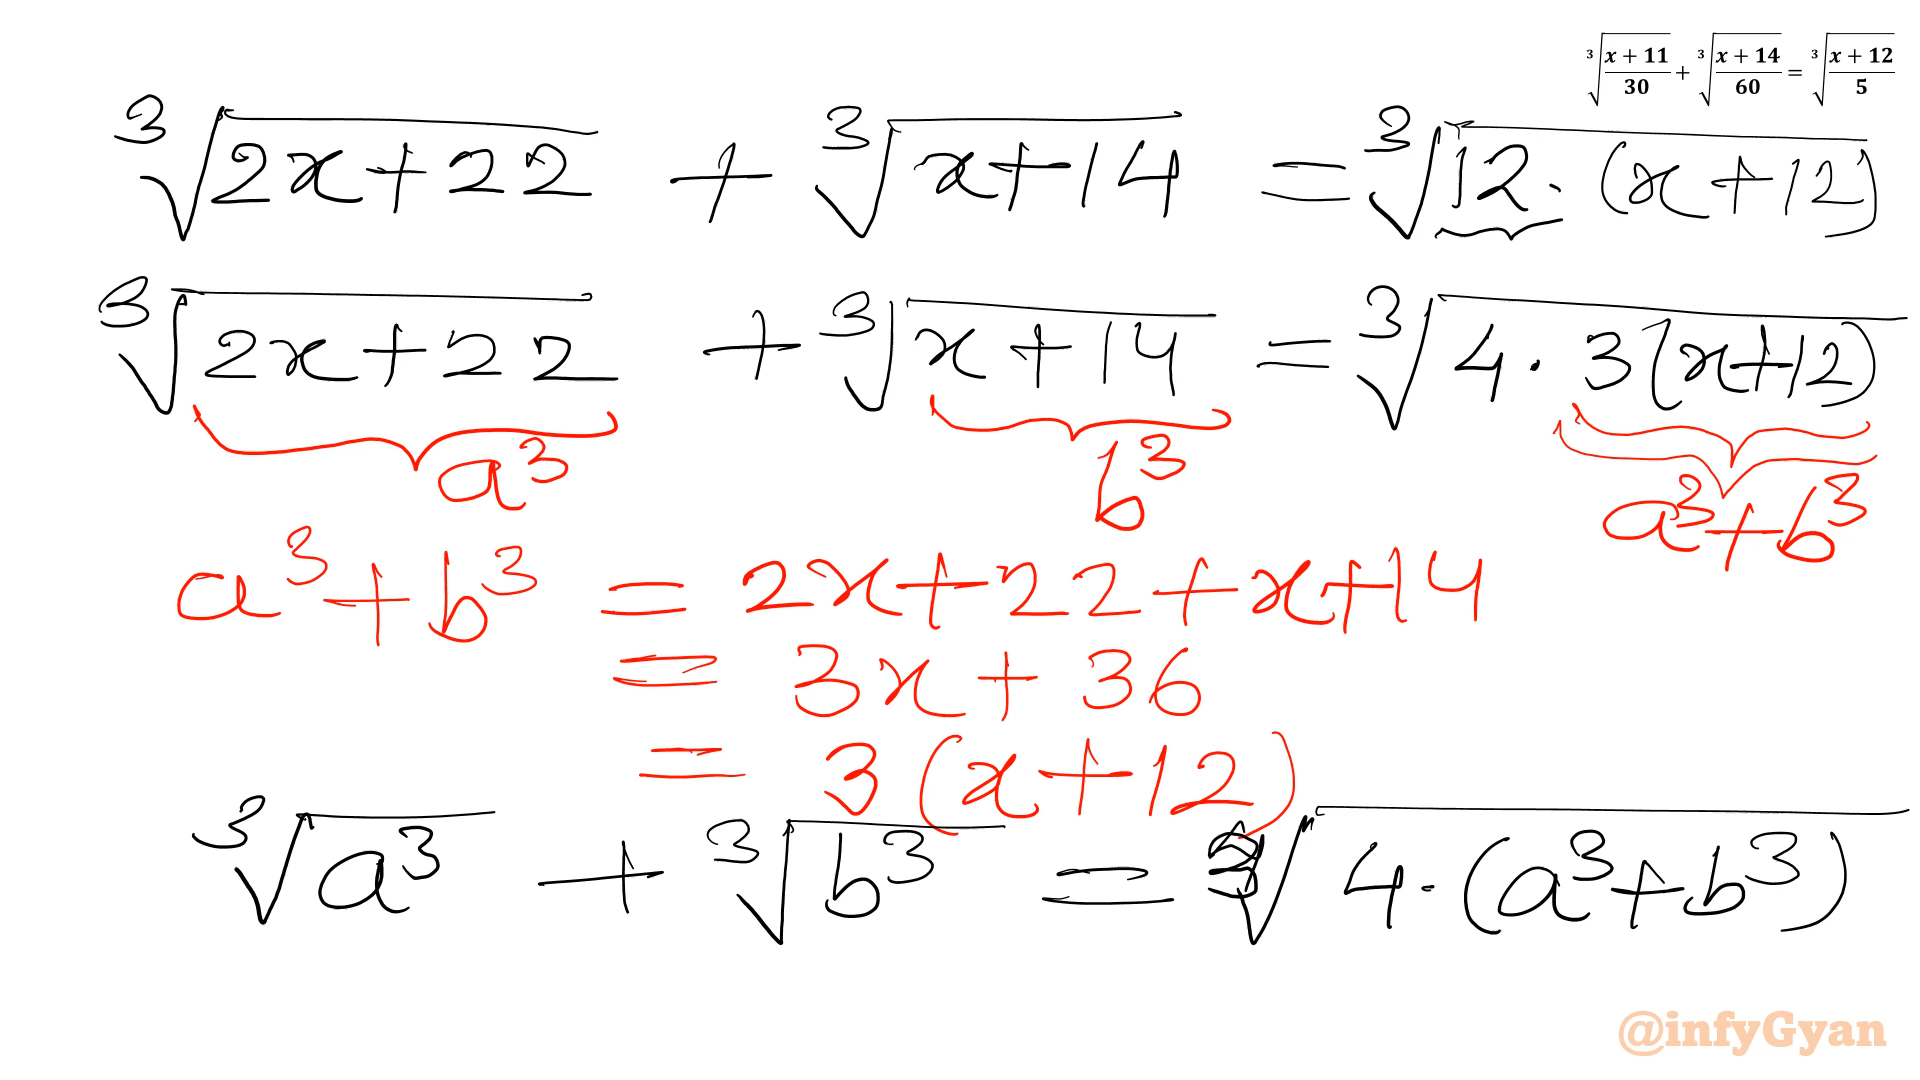 ∛((x + 11)/30) + ∛((x + 14)/60) = ∛((x + 12)/5)
∛(2x+22) + ∛(x+14) = ∛(12·(x+12))
∛(2x+22) + ∛(x+14) = ∛(4·3(x+12))
a³ b³ a³+b³
a³+b³ = 2x+22+x+14
= 3x+36
= 3(x+12)
∛(a³) + ∛(b³) = ∛(4·(a³+b³))
@infyGyan